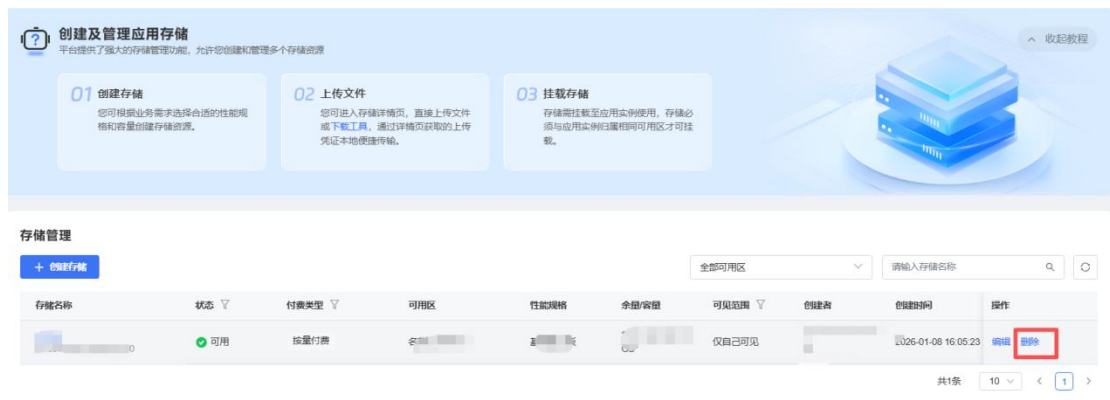 创建及管理应用存储
平台提供了强大的存储管理功能，允许您创建和管理多个存储资源
收起教程
01 创建存储
您可根据业务需求选择合适的性能规
格和容量创建存储资源。
02 上传文件
您可进入存储详情页，直接上传文件
或下载工具，通过详情页获取的上传
凭证本地便捷传输。
03 挂载存储
存储需挂载至应用实例使用，存储必
须与应用实例归属相同可用区才可挂
载。
存储管理
+ 创建存储
全部可用区
请输入存储名称
存储名称 状态 付费类型 可用区 性能规格 余量/容量 可见范围 创建者 创建时间 操作
可用 按量付费 仅自己可见 2026-01-08 16:05:23 编辑 删除
共1条 10 < 1 >